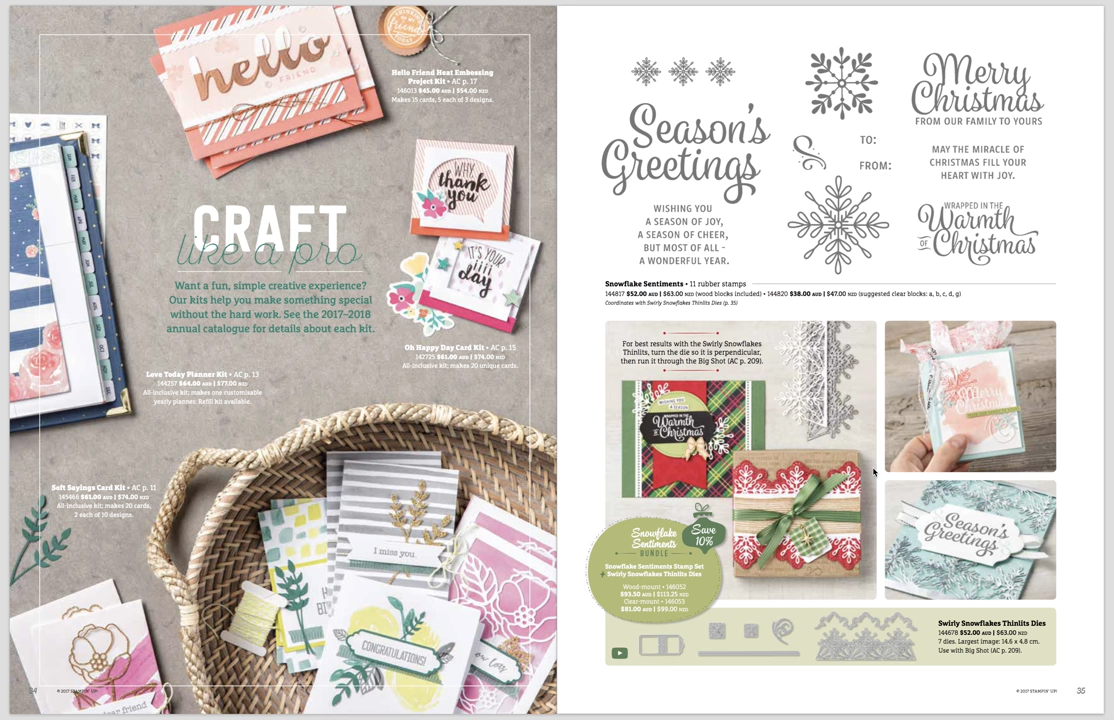 hello
FRIEND
Hello Friend Heat Embossing
Project Kit • AC p. 17
146013 $45.00 AUD | $54.00 NZD
Makes 15 cards, 5 each of 3 designs.
WHY,
thank
you
CRAFT
like a pro
IT'S YOUR
day
Want a fun, simple creative experience?
Our kits help you make something special
without the hard work. See the 2017–2018
annual catalogue for details about each kit.
Oh Happy Day Card Kit • AC p. 15
142725 $61.00 AUD | $74.00 NZD
All-inclusive kit; makes 20 unique cards.
Love Today Planner Kit • AC p. 13
144257 $64.00 AUD | $77.00 NZD
All-inclusive kit; makes one customisable
yearly planner. Refill kit available.
Soft Sayings Card Kit • AC p. 11
145468 $61.00 AUD | $74.00 NZD
All-inclusive kit; makes 20 cards,
2 each of 10 designs.
I miss you.
CONGRATULATIONS!
dear friend
34
© 2017 STAMPIN' UP!
Season's
Greetings
Merry
Christmas
FROM OUR FAMILY TO YOURS
TO:
FROM:
MAY THE MIRACLE OF
CHRISTMAS FILL YOUR
HEART WITH JOY.
WISHING YOU
A SEASON OF JOY,
A SEASON OF CHEER,
BUT MOST OF ALL -
A WONDERFUL YEAR.
WRAPPED IN THE
Warmth
OF Christmas
Snowflake Sentiments • 11 rubber stamps
144817 $52.00 AUD | $63.00 NZD (wood blocks included) • 144820 $38.00 AUD | $47.00 NZD (suggested clear blocks: a, b, c, d, g)
Coordinates with Swirly Snowflakes Thinlits Dies (p. 35)
For best results with the Swirly Snowflakes
Thinlits, turn the die so it is perpendicular,
then run it through the Big Shot (AC p. 209).
WISHING YOU
A SEASON
WRAPPED IN THE
Warmth
OF Christmas
Merry
Christmas
Season's
Greetings
Save
10%
Snowflake
Sentiments
BUNDLE
Snowflake Sentiments Stamp Set
+ Swirly Snowflakes Thinlits Dies
Wood-mount • 146052
$93.50 AUD | $113.25 NZD
Clear-mount • 146053
$81.00 AUD | $99.00 NZD
Swirly Snowflakes Thinlits Dies
144678 $52.00 AUD | $63.00 NZD
7 dies. Largest image: 14.6 x 4.8 cm.
Use with Big Shot (AC p. 209).
© 2017 STAMPIN' UP!
35